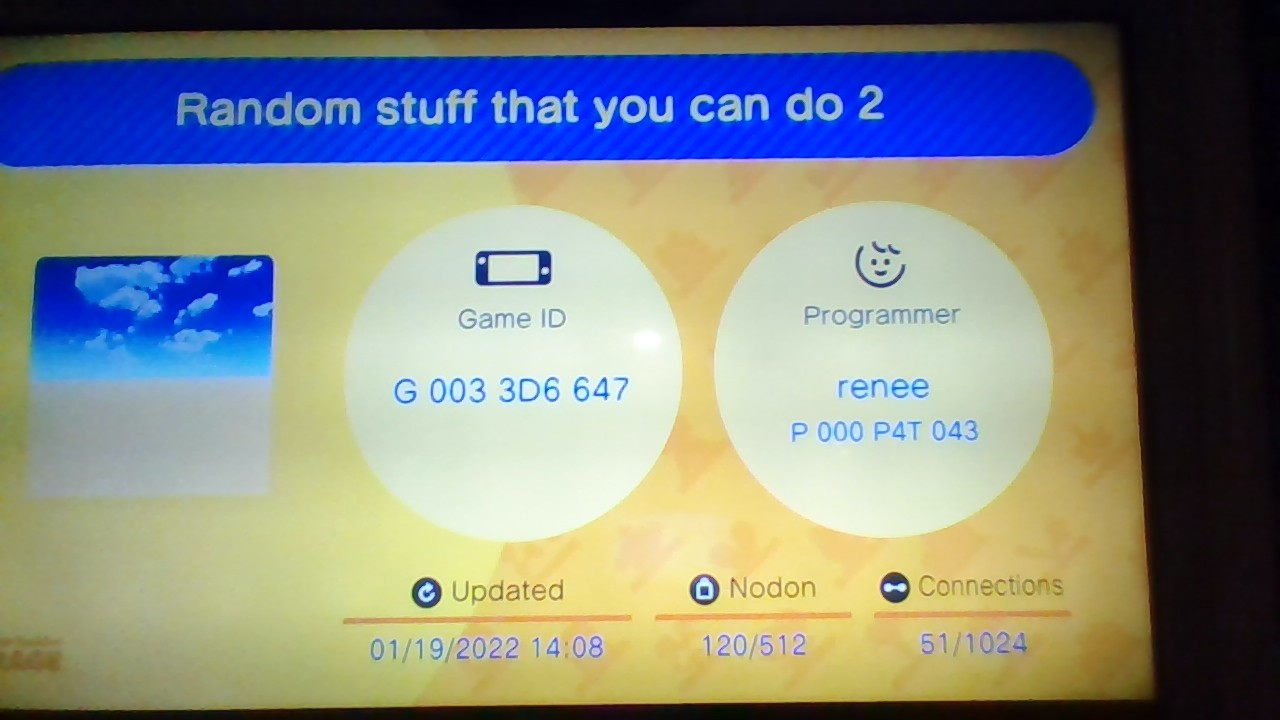 Random stuff that you can do 2
Game ID
G 003 3D6 647
Programmer
renee
P 000 P4T 043
Updated
01/19/2022 14:08
Nodon
120/512
Connections
51/1024